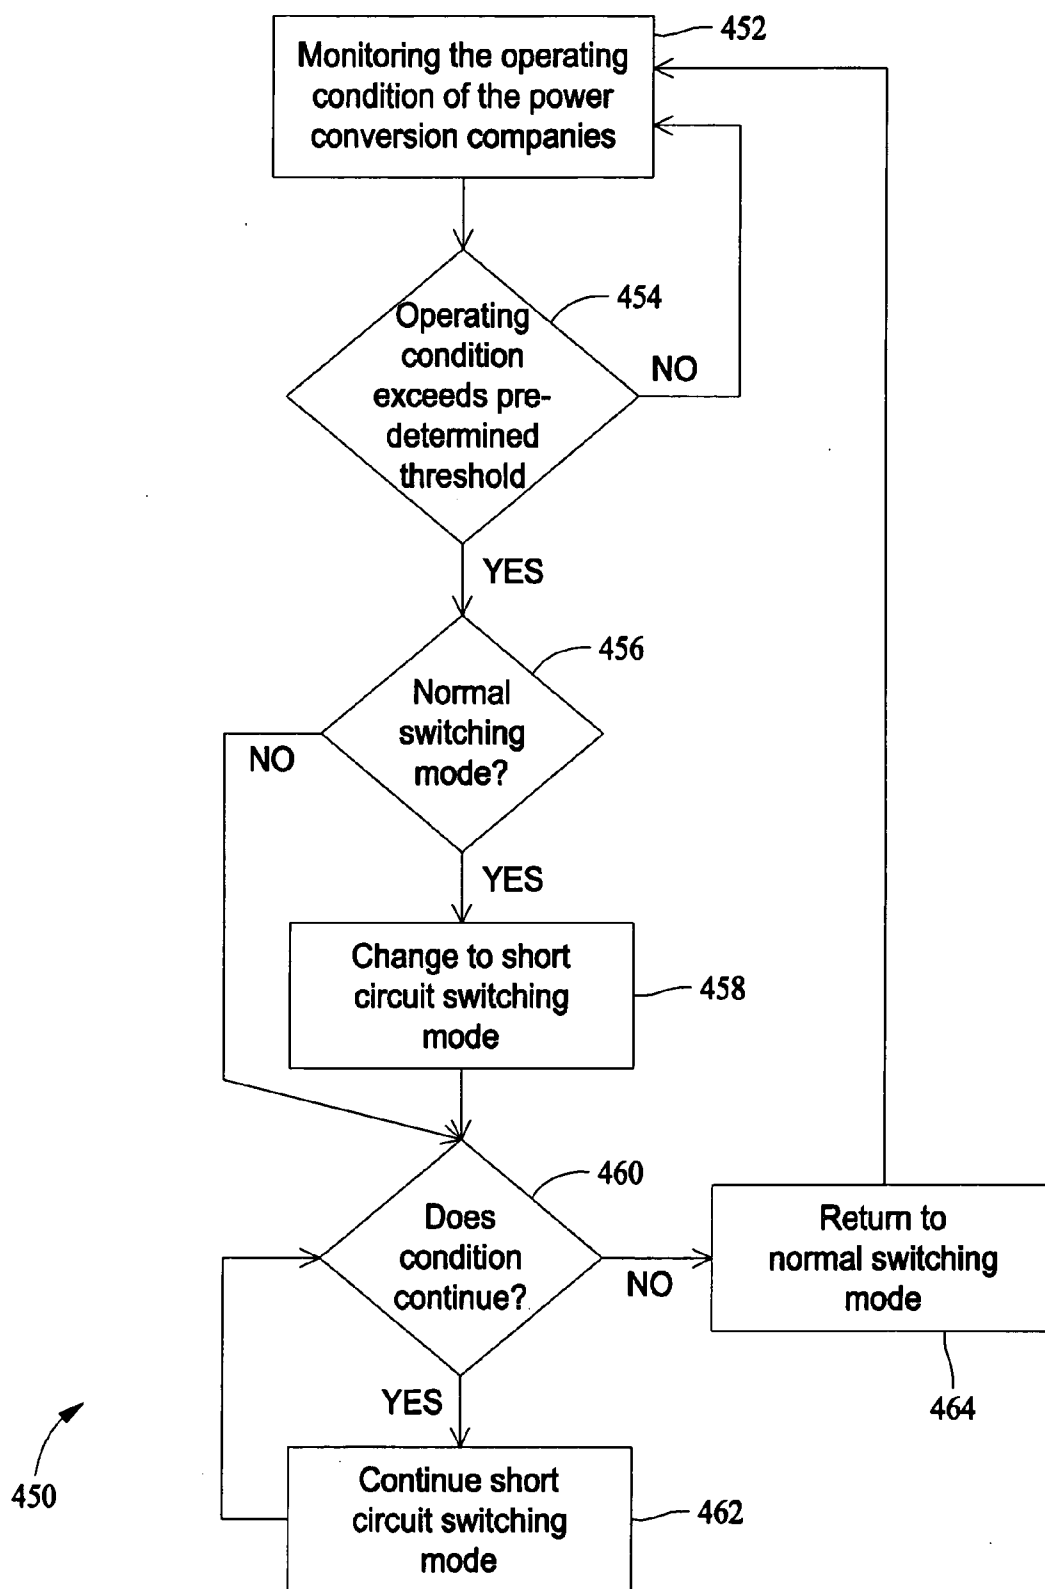 452
Monitoring the operating
condition of the power
conversion companies
454
Operating
condition
exceeds pre-
determined
threshold
NO
YES
456
Normal
switching
mode?
NO
YES
Change to short
circuit switching
mode
458
460
Does
condition
continue?
NO
Return to
normal switching
mode
464
YES
450
Continue short
circuit switching
mode
462